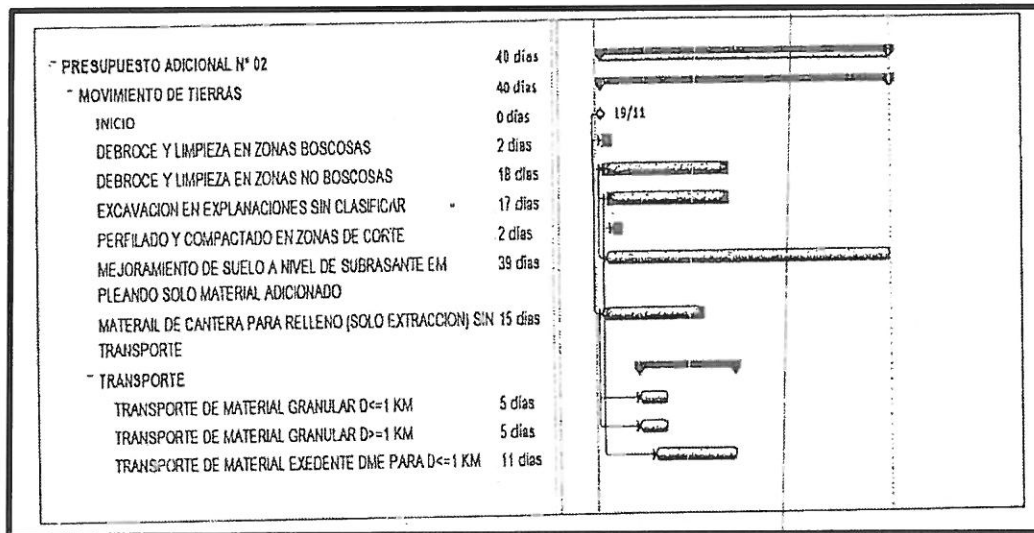 - PRESUPUESTO ADICIONAL N° 02 40 días
- MOVIMIENTO DE TIERRAS 40 días
INICIO 0 días 19/11
DEBROCE Y LIMPIEZA EN ZONAS BOSCOSAS 2 días
DEBROCE Y LIMPIEZA EN ZONAS NO BOSCOSAS 18 días
EXCAVACION EN EXPLANACIONES SIN CLASIFICAR 17 días
PERFILADO Y COMPACTADO EN ZONAS DE CORTE 2 días
MEJORAMIENTO DE SUELO A NIVEL DE SUBRASANTE EM 39 días
PLEANDO SOLO MATERIAL ADICIONADO
MATERAIL DE CANTERA PARA RELLENO (SOLO EXTRACCION) SIN 15 días
TRANSPORTE
- TRANSPORTE
TRANSPORTE DE MATERIAL GRANULAR D<=1 KM 5 días
TRANSPORTE DE MATERIAL GRANULAR D>=1 KM 5 días
TRANSPORTE DE MATERIAL EXEDENTE DME PARA D<=1 KM 11 días